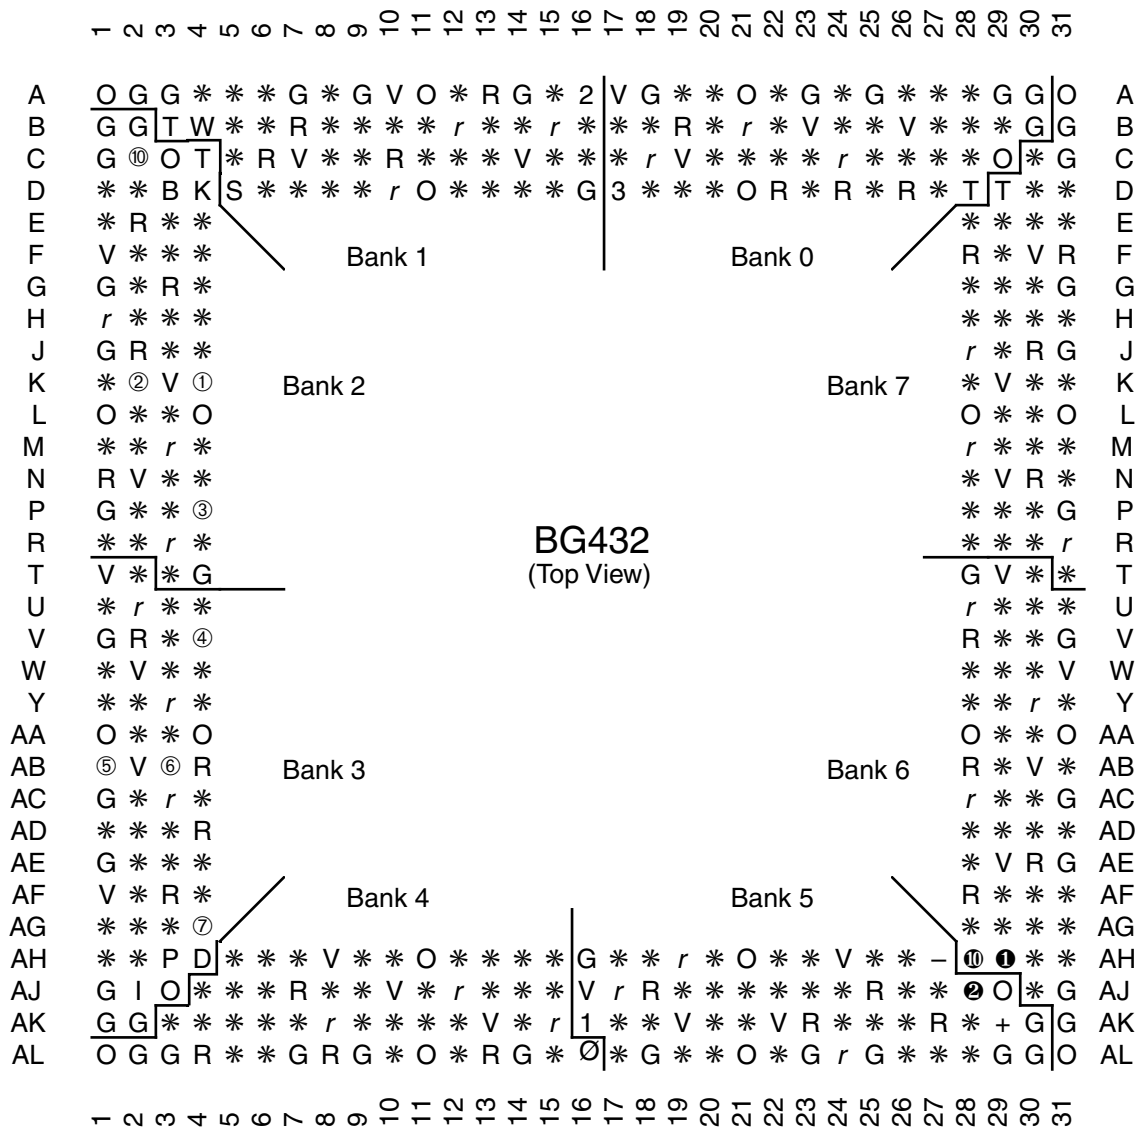 1 2 3 4 5 6 7 8 9 10 11 12 13 14 15 16 17 18 19 20 21 22 23 24 25 26 27 28 29 30 31
A O G G * * * G * G V O * R G * 2 V G * * O * G * G * * * G G O A
B G G T W * * R * * * * r * * r * * * R * r * V * * V * * * G G B
C G ⑩ O T * R V * * R * * * V * * * r V * * * * r * * * * O * G C
D * * B K S * * * * r O * * * * G 3 * * * O R * R * R * T T * * D
E * R * * * * * * E
F V * * * Bank 1 Bank 0 R * V R F
G G * R * * * * G G
H r * * * * * * * H
J G R * * r * R G J
K * ② V ① Bank 2 Bank 7 * V * * K
L O * * O O * * O L
M * * r * r * * * M
N R V * * * V R * N
P G * * ③ * * * G P
R * * r * BG432 * * * r R
T V * * G (Top View) G V * * T
U * r * * r * * * U
V G R * ④ R * * G V
W * V * * * * * V W
Y * * r * * * r * Y
AA O * * O O * * O AA
AB ⑤ V ⑥ R Bank 3 Bank 6 R * V * AB
AC G * r * r * * G AC
AD * * * R * * * * AD
AE G * * * * V R G AE
AF V * R * Bank 4 Bank 5 R * * * AF
AG * * * ⑦ * * * * AG
AH * * P D * * * V * * O * * * * G * * r * O * * V * * – ❿ ❶ * * AH
AJ G I O * * * R * * V * r * * * V r R * * * * * * R * * ❷ O * G AJ
AK G G * * * * * r * * * * V * r 1 * * V * * V R * * * R * + G G AK
AL O G G R * * G R G * O * R G * Ø * G * * O * G r G * * * G G O AL
1 2 3 4 5 6 7 8 9 10 11 12 13 14 15 16 17 18 19 20 21 22 23 24 25 26 27 28 29 30 31